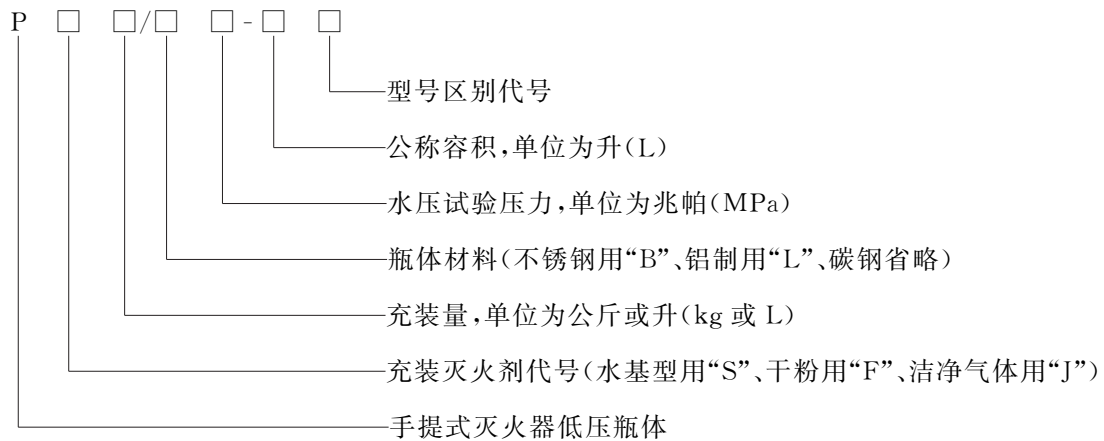 P □ □/□ □-□ □
型号区别代号
公称容积,单位为升(L)
水压试验压力,单位为兆帕(MPa)
瓶体材料(不锈钢用“B”、铝制用“L”、碳钢省略)
充装量,单位为公斤或升(kg 或 L)
充装灭火剂代号(水基型用“S”、干粉用“F”、洁净气体用“J”)
手提式灭火器低压瓶体